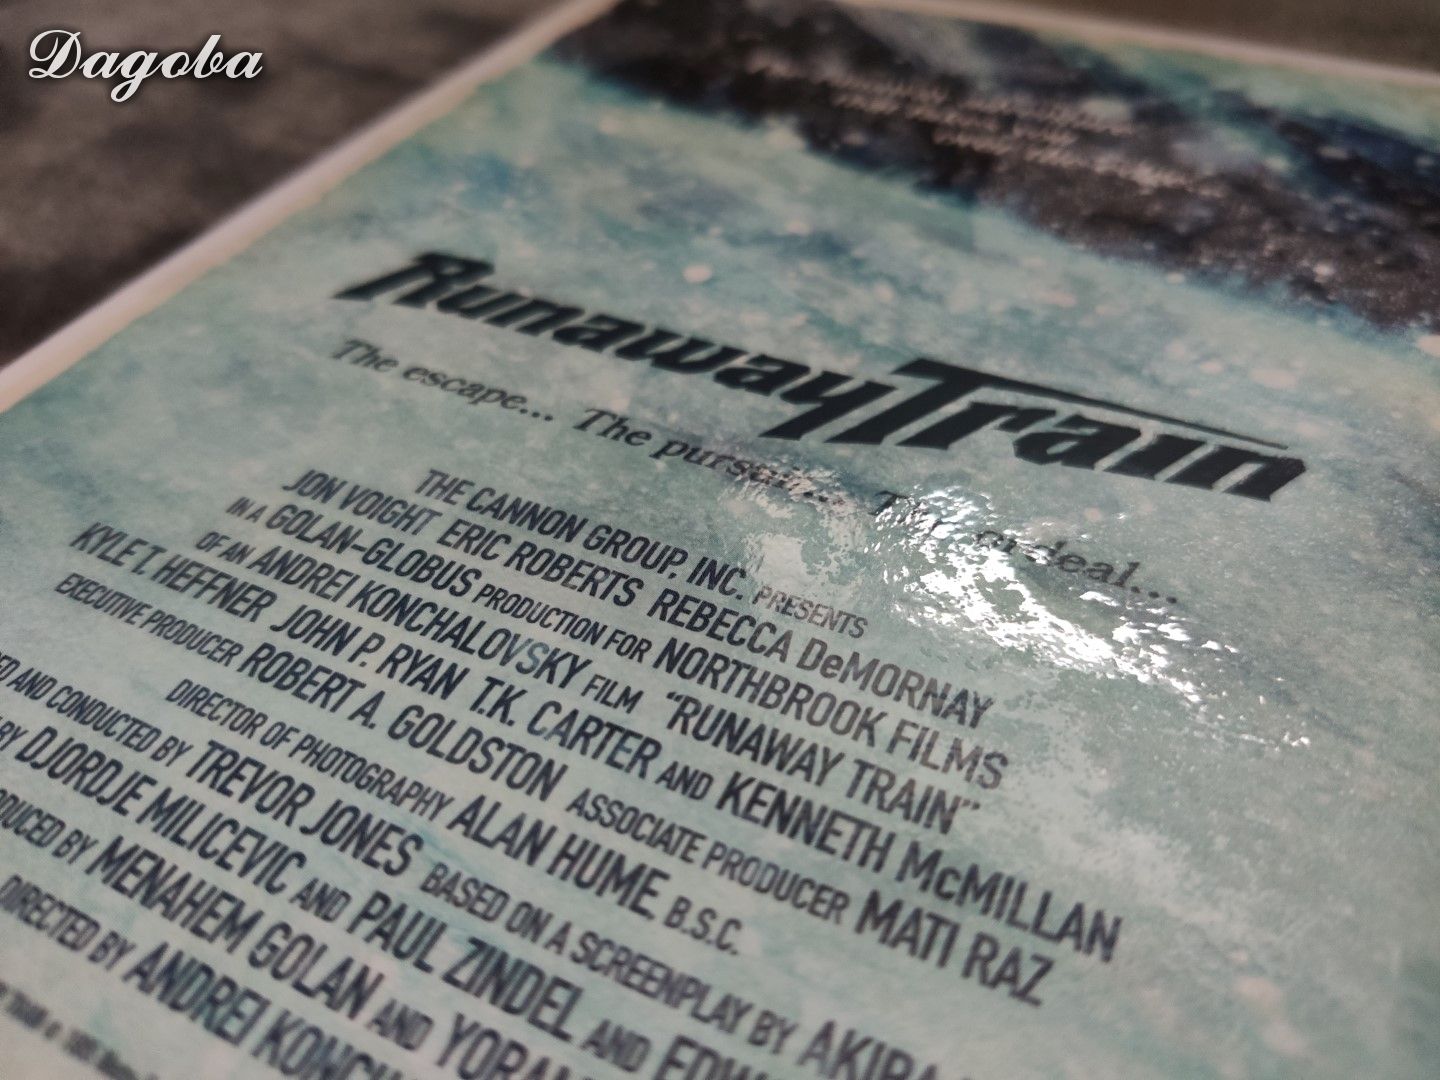 Dagoba
Runaway Train
The escape... The pursuit... The ordeal...
THE CANNON GROUP, INC. PRESENTS
JON VOIGHT ERIC ROBERTS REBECCA DeMORNAY
IN A GOLAN-GLOBUS PRODUCTION FOR NORTHBROOK FILMS
OF AN ANDREI KONCHALOVSKY FILM "RUNAWAY TRAIN"
KYLE T. HEFFNER JOHN P. RYAN T.K. CARTER AND KENNETH McMILLAN
EXECUTIVE PRODUCER ROBERT A. GOLDSTON ASSOCIATE PRODUCER MATI RAZ
DIRECTOR OF PHOTOGRAPHY ALAN HUME, B.S.C.
AND CONDUCTED BY TREVOR JONES BASED ON A SCREENPLAY BY AKIRA
BY DJORDJE MILICEVIC AND PAUL ZINDEL AND
BY MENAHEM GOLAN AND
DIRECTED BY ANDREI